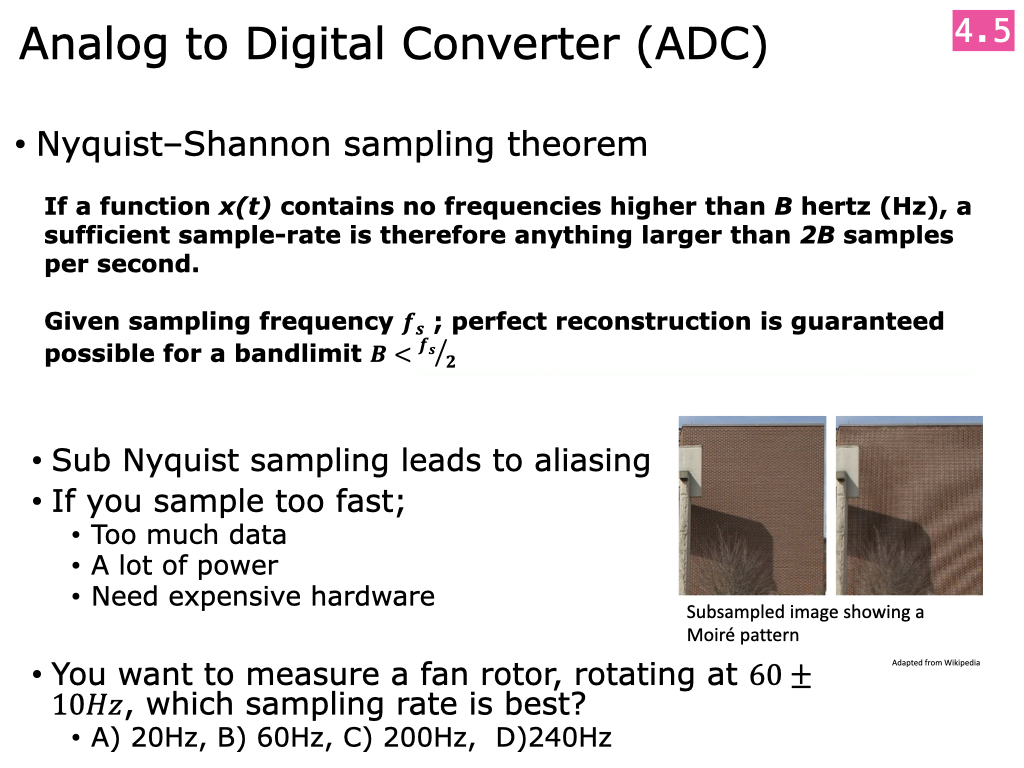 Analog to Digital Converter (ADC)
4.5
• Nyquist–Shannon sampling theorem
If a function x(t) contains no frequencies higher than B hertz (Hz), a
sufficient sample-rate is therefore anything larger than 2B samples
per second.
Given sampling frequency fₛ ; perfect reconstruction is guaranteed
possible for a bandlimit B < fₛ/2
• Sub Nyquist sampling leads to aliasing
• If you sample too fast;
• Too much data
• A lot of power
• Need expensive hardware
Subsampled image showing a
Moiré pattern
Adapted from Wikipedia
• You want to measure a fan rotor, rotating at 60 ±
10Hz, which sampling rate is best?
• A) 20Hz, B) 60Hz, C) 200Hz, D)240Hz